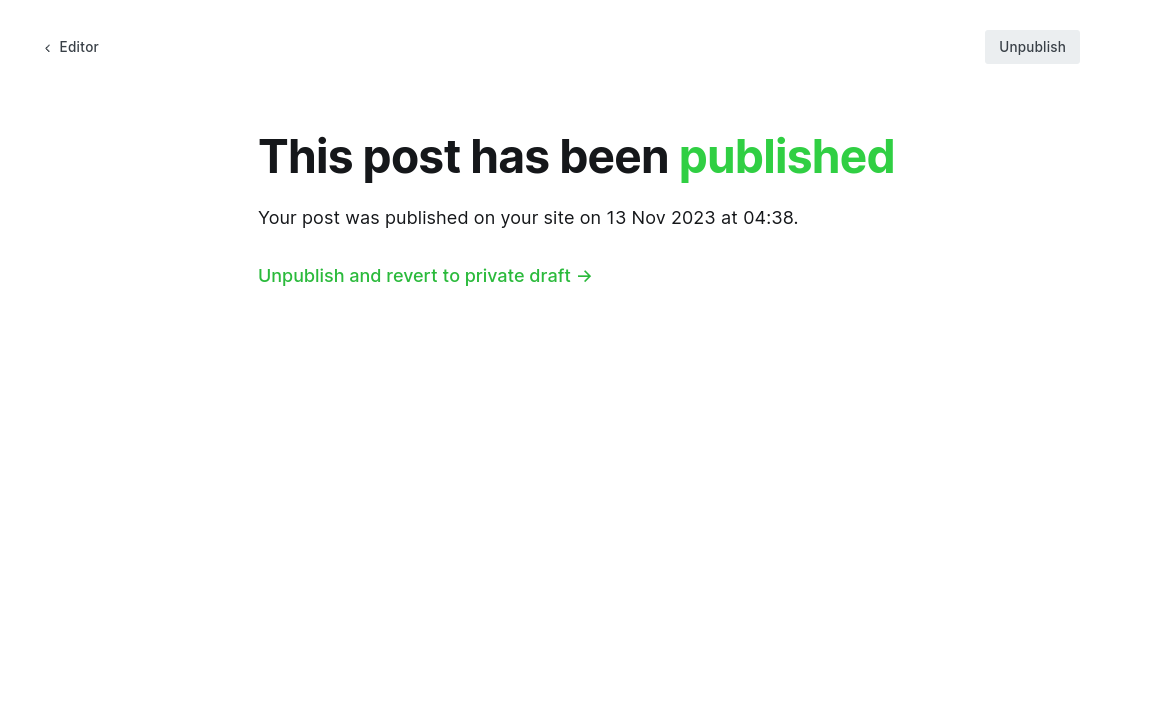 Editor
Unpublish
This post has been published
Your post was published on your site on 13 Nov 2023 at 04:38.
Unpublish and revert to private draft →